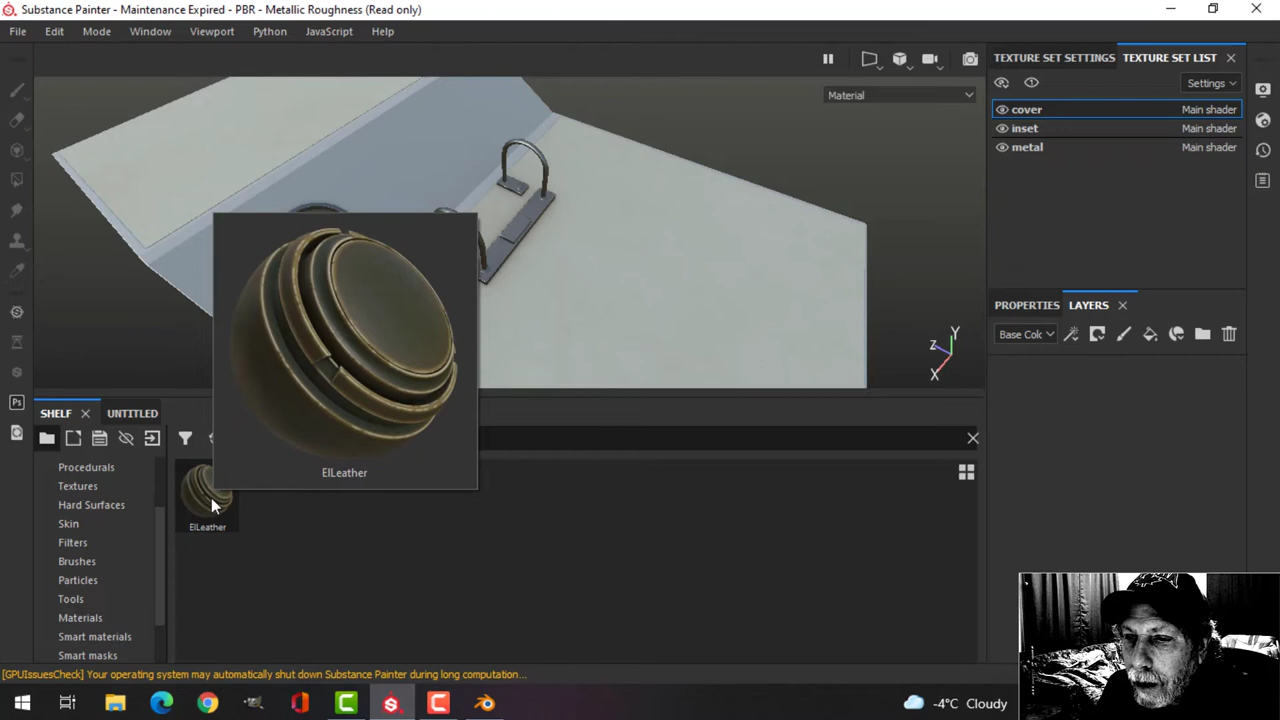 Substance Painter - Maintenance Expired - PBR - Metallic Roughness (Read only)
File Edit Mode Window Viewport Python JavaScript Help
TEXTURE SET SETTINGS TEXTURE SET LIST
Settings
Material
cover Main shader
inset Main shader
metal Main shader
PROPERTIES LAYERS
Base Colo
Y
Z
X
SHELF UNTITLED
ElLeather
Procedurals
Textures
Hard Surfaces
Skin
Filters
Brushes
Particles
Tools
Materials
Smart materials
Smart masks
ElLeather
[GPUIssuesCheck] Your operating system may automatically shut down Substance Painter during long computation...
Ps
-4°C Cloudy